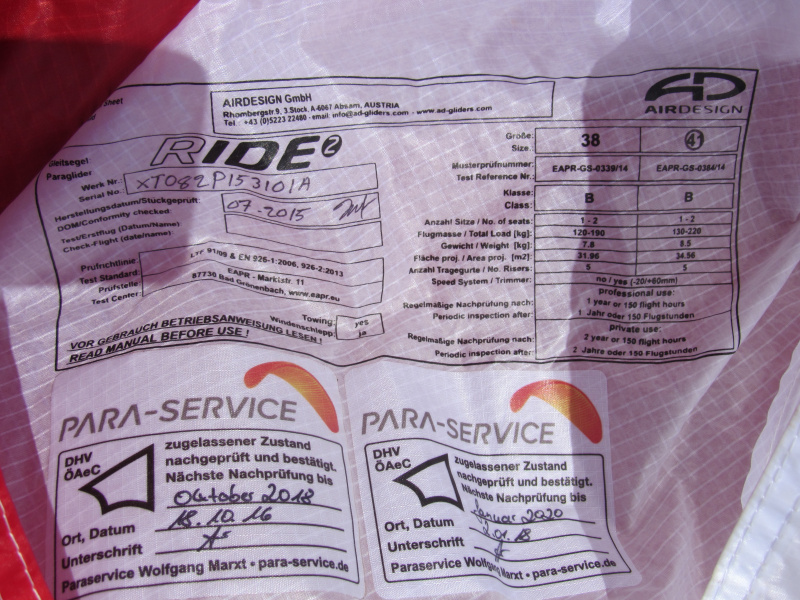 Sheet
AIRDESIGN GmbH
Rhombergstr 9, 3.Stock, A-6067 Absam, AUSTRIA
Tel.: +43 (0)5223 22480 - email: info@ad-gliders.com - www.ad-gliders.com
AD
AIRDESIGN
Gleitsegel:
Paraglider:
RIDE 2
Werk Nr.
Serial No.
XT082P153101A
Herstellungsdatum/Stückgeprüft:
DOM/Conformity checked:
07-2015
Test/Erstflug (Datum/Name)
Check-Flight (date/name):
Prüfrichtlinie
Test Standard:
LTF 91/09 & EN 926-1:2006, 926-2:2013
Prüfstelle:
Test Center:
EAPR - Marktstr. 11
87730 Bad Grönenbach, www.eapr.eu
Towing: yes
Windenschlepp: ja
VOR GEBRAUCH BETRIEBSANWEISUNG LESEN !
READ MANUAL BEFORE USE !
Größe:
Size: 38 41
Musterprüfnummer:
Test Reference Nr.: EAPR-GS-0339/14 EAPR-GS-0384/14
Klasse:
Class: B B
Anzahl Sitze / No. of seats: 1 - 2 1 - 2
Flugmasse / Total Load [kg]: 120-190 130-220
Gewicht / Weight [kg]: 7.8 8.5
Fläche proj. / Area proj. [m2]: 31.96 34.56
Anzahl Tragegurte / No. Risers: 5 5
Speed System / Trimmer: no / yes (-20/+60mm)
professional use:
Regelmäßige Nachprüfung nach: 1 year or 150 flight hours
Periodic inspection after: 1 Jahr oder 150 Flugstunden
private use:
Regelmäßige Nachprüfung nach: 2 year or 150 flight hours
Periodic inspection after: 2 Jahre oder 150 Flugstunden
PARA-SERVICE
DHV
ÖAeC
zugelassener Zustand
nachgeprüft und bestätigt.
Nächste Nachprüfung bis
Oktober 2018
Ort, Datum 18.10.16
Unterschrift
Paraservice Wolfgang Marxt • para-service.de
PARA-SERVICE
DHV
ÖAeC
zugelassener Zustand
nachgeprüft und bestätigt.
Nächste Nachprüfung bis
Januar 2020
Ort, Datum
Unterschrift
Paraservice Wolfgang Marxt • para-service.de